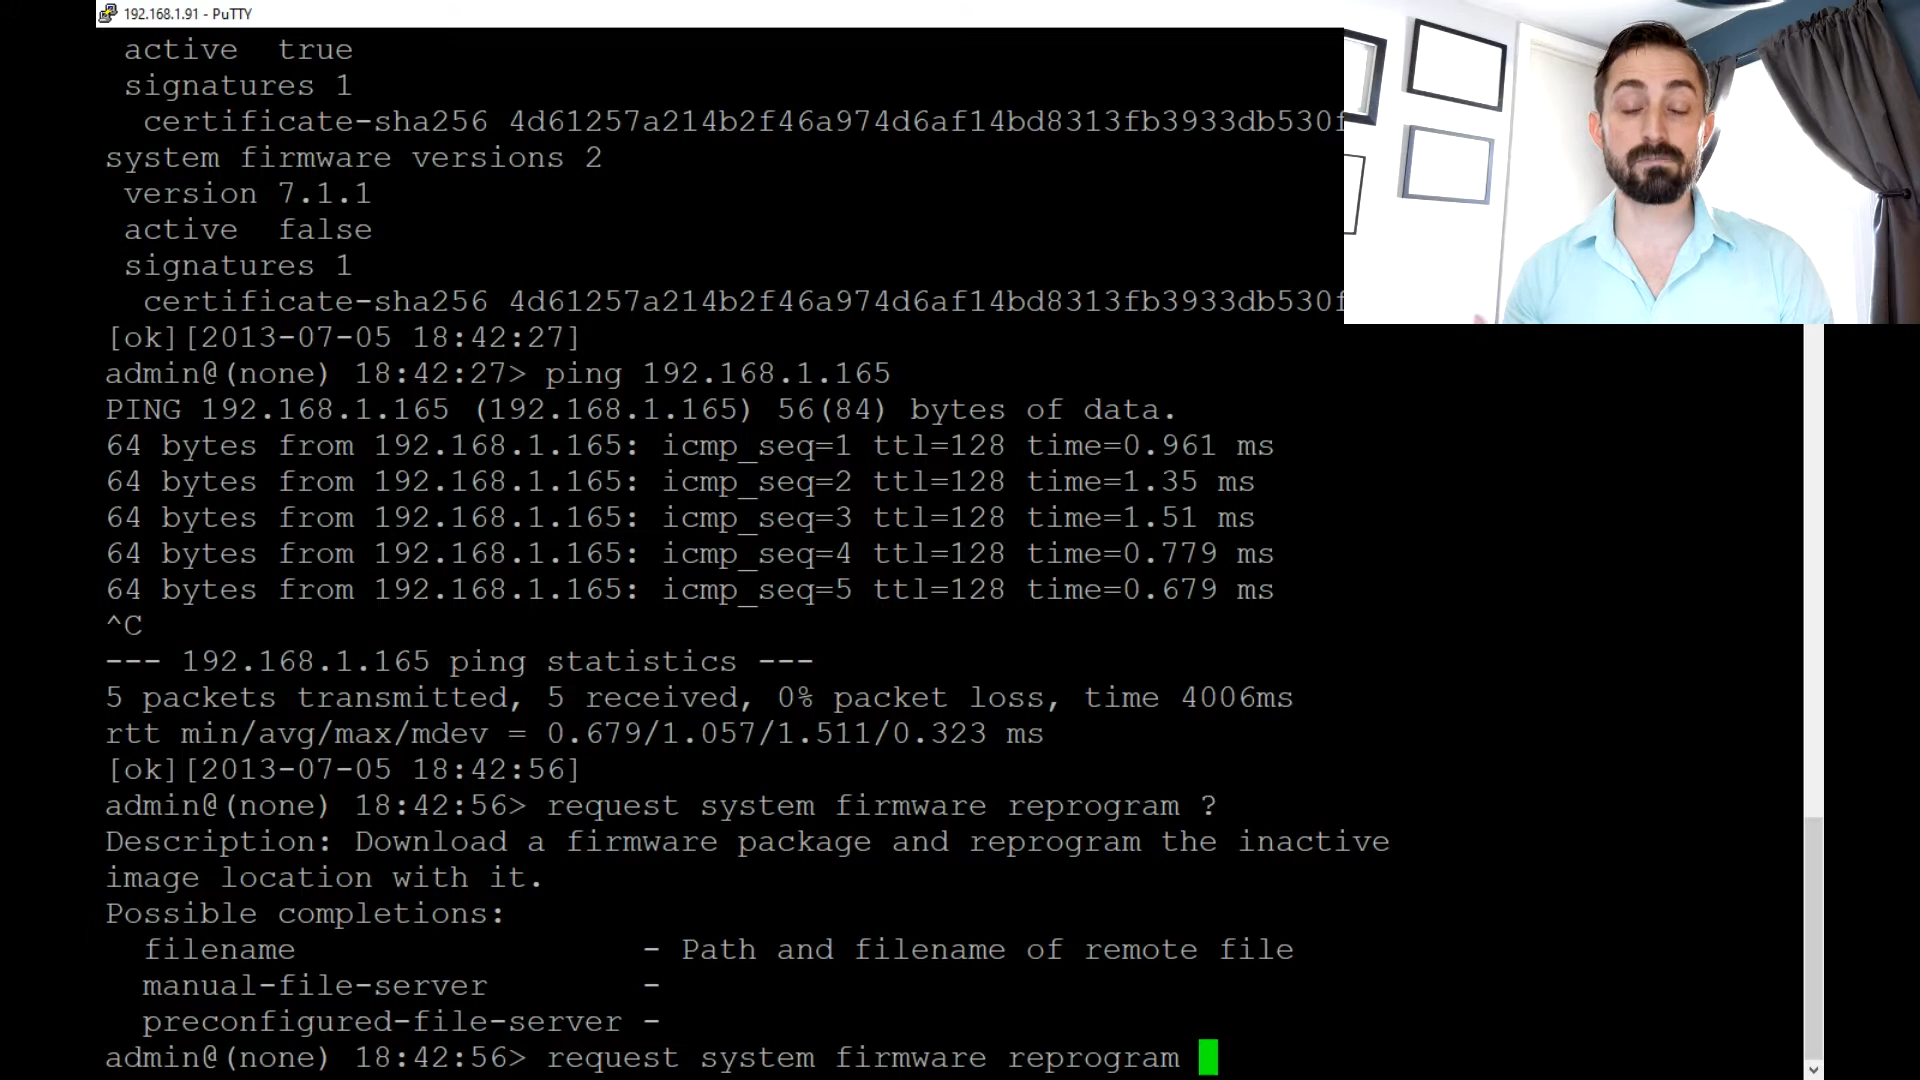 192.168.1.91 - PuTTY
active true
signatures 1
certificate-sha256 4d61257a214b2f46a974d6af14bd8313fb3933db530f
system firmware versions 2
version 7.1.1
active false
signatures 1
certificate-sha256 4d61257a214b2f46a974d6af14bd8313fb3933db530f
[ok][2013-07-05 18:42:27]
admin@(none) 18:42:27> ping 192.168.1.165
PING 192.168.1.165 (192.168.1.165) 56(84) bytes of data.
64 bytes from 192.168.1.165: icmp_seq=1 ttl=128 time=0.961 ms
64 bytes from 192.168.1.165: icmp_seq=2 ttl=128 time=1.35 ms
64 bytes from 192.168.1.165: icmp_seq=3 ttl=128 time=1.51 ms
64 bytes from 192.168.1.165: icmp_seq=4 ttl=128 time=0.779 ms
64 bytes from 192.168.1.165: icmp_seq=5 ttl=128 time=0.679 ms
^C
--- 192.168.1.165 ping statistics ---
5 packets transmitted, 5 received, 0% packet loss, time 4006ms
rtt min/avg/max/mdev = 0.679/1.057/1.511/0.323 ms
[ok][2013-07-05 18:42:56]
admin@(none) 18:42:56> request system firmware reprogram ?
Description: Download a firmware package and reprogram the inactive
image location with it.
Possible completions:
filename - Path and filename of remote file
manual-file-server -
preconfigured-file-server -
admin@(none) 18:42:56> request system firmware reprogram